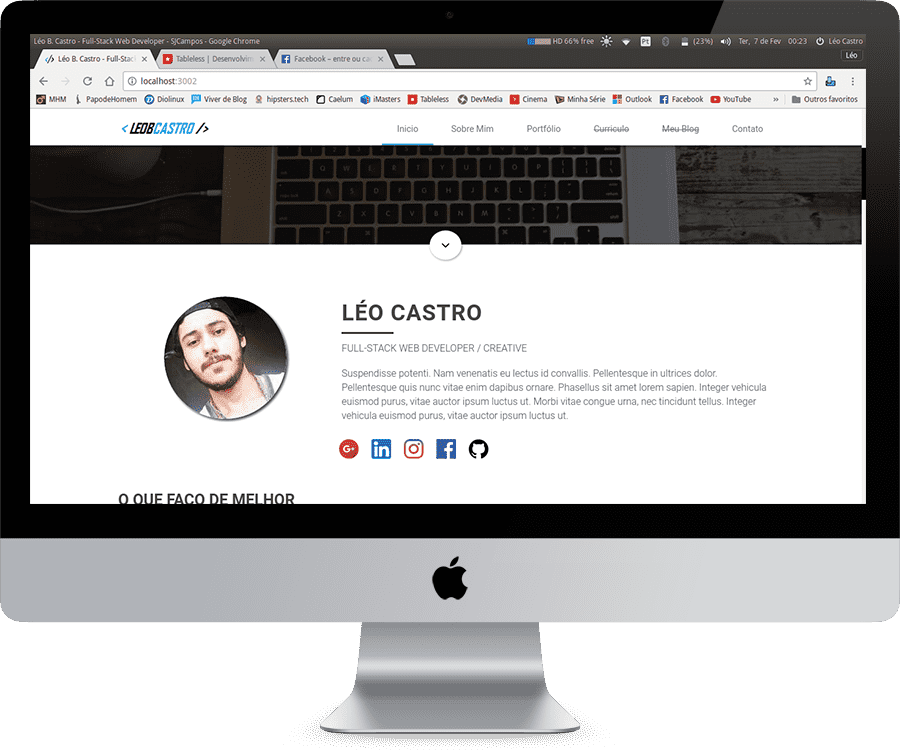 Léo B. Castro - Full-Stack Web Developer - SJCampos - Google Chrome
HD 66% free
Pt
(23%)
Ter, 7 de Fev 00:23
Léo Castro
Léo B. Castro - Full-Stac
Tableless | Desenvolvim
Facebook – entre ou ca
Léo
localhost:3002
MHM PapodeHomem Diolinux Viver de Blog hipsters.tech Caelum iMasters Tableless DevMedia Cinema Minha Série Outlook Facebook YouTube » Outros favoritos
< LEOBCASTRO />
Inicio Sobre Mim Portfólio Curriculo Meu Blog Contato
LÉO CASTRO
FULL-STACK WEB DEVELOPER / CREATIVE
Suspendisse potenti. Nam venenatis eu lectus id convallis. Pellentesque in ultrices dolor.
Pellentesque quis nunc vitae enim dapibus ornare. Phasellus sit amet lorem sapien. Integer vehicula
euismod purus, vitae auctor ipsum luctus ut. Morbi vitae congue urna, nec tincidunt tellus. Integer
vehicula euismod purus, vitae auctor ipsum luctus ut.
G+ in f
O QUE FAÇO DE MELHOR